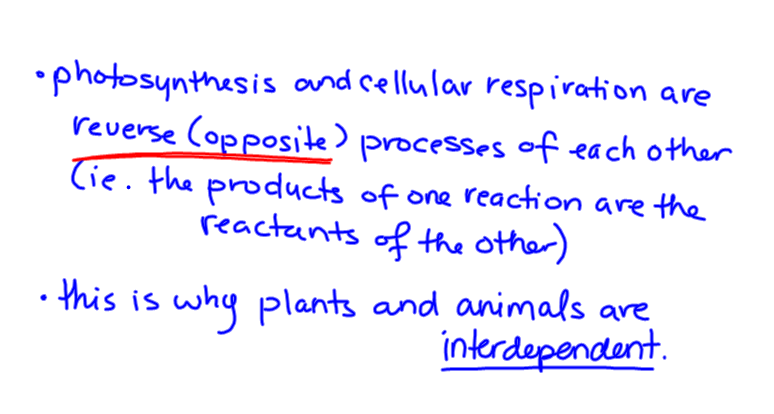 • photosynthesis and cellular respiration are
reverse (opposite) processes of each other
(ie. the products of one reaction are the
reactants of the other)
• this is why plants and animals are
interdependent.